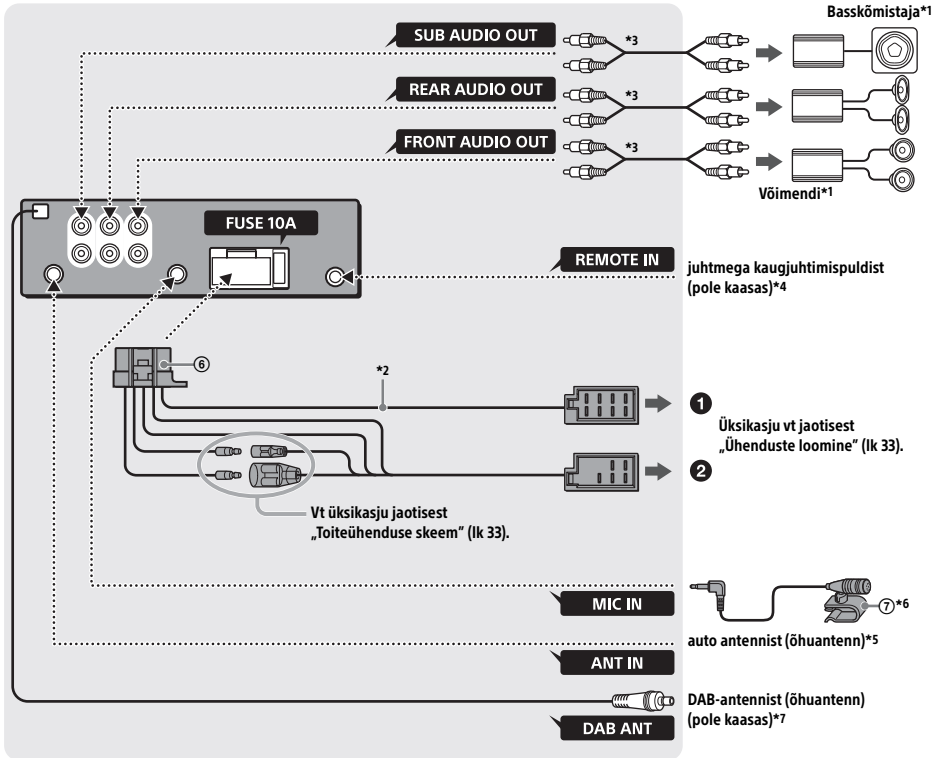 Basskõmistaja*1
SUB AUDIO OUT
*3
REAR AUDIO OUT
*3
FRONT AUDIO OUT
*3
Võimendi*1
FUSE 10A
REMOTE IN
juhtmega kaugjuhtimispuldist
(pole kaasas)*4
⑥
*2
❶
Üksikasju vt jaotisest
„Ühenduste loomine” (lk 33).
❷
Vt üksikasju jaotisest
„Toiteühenduse skeem” (lk 33).
MIC IN
⑦*6
auto antennist (õhuantenn)*5
ANT IN
DAB-antennist (õhuantenn)
(pole kaasas)*7
DAB ANT